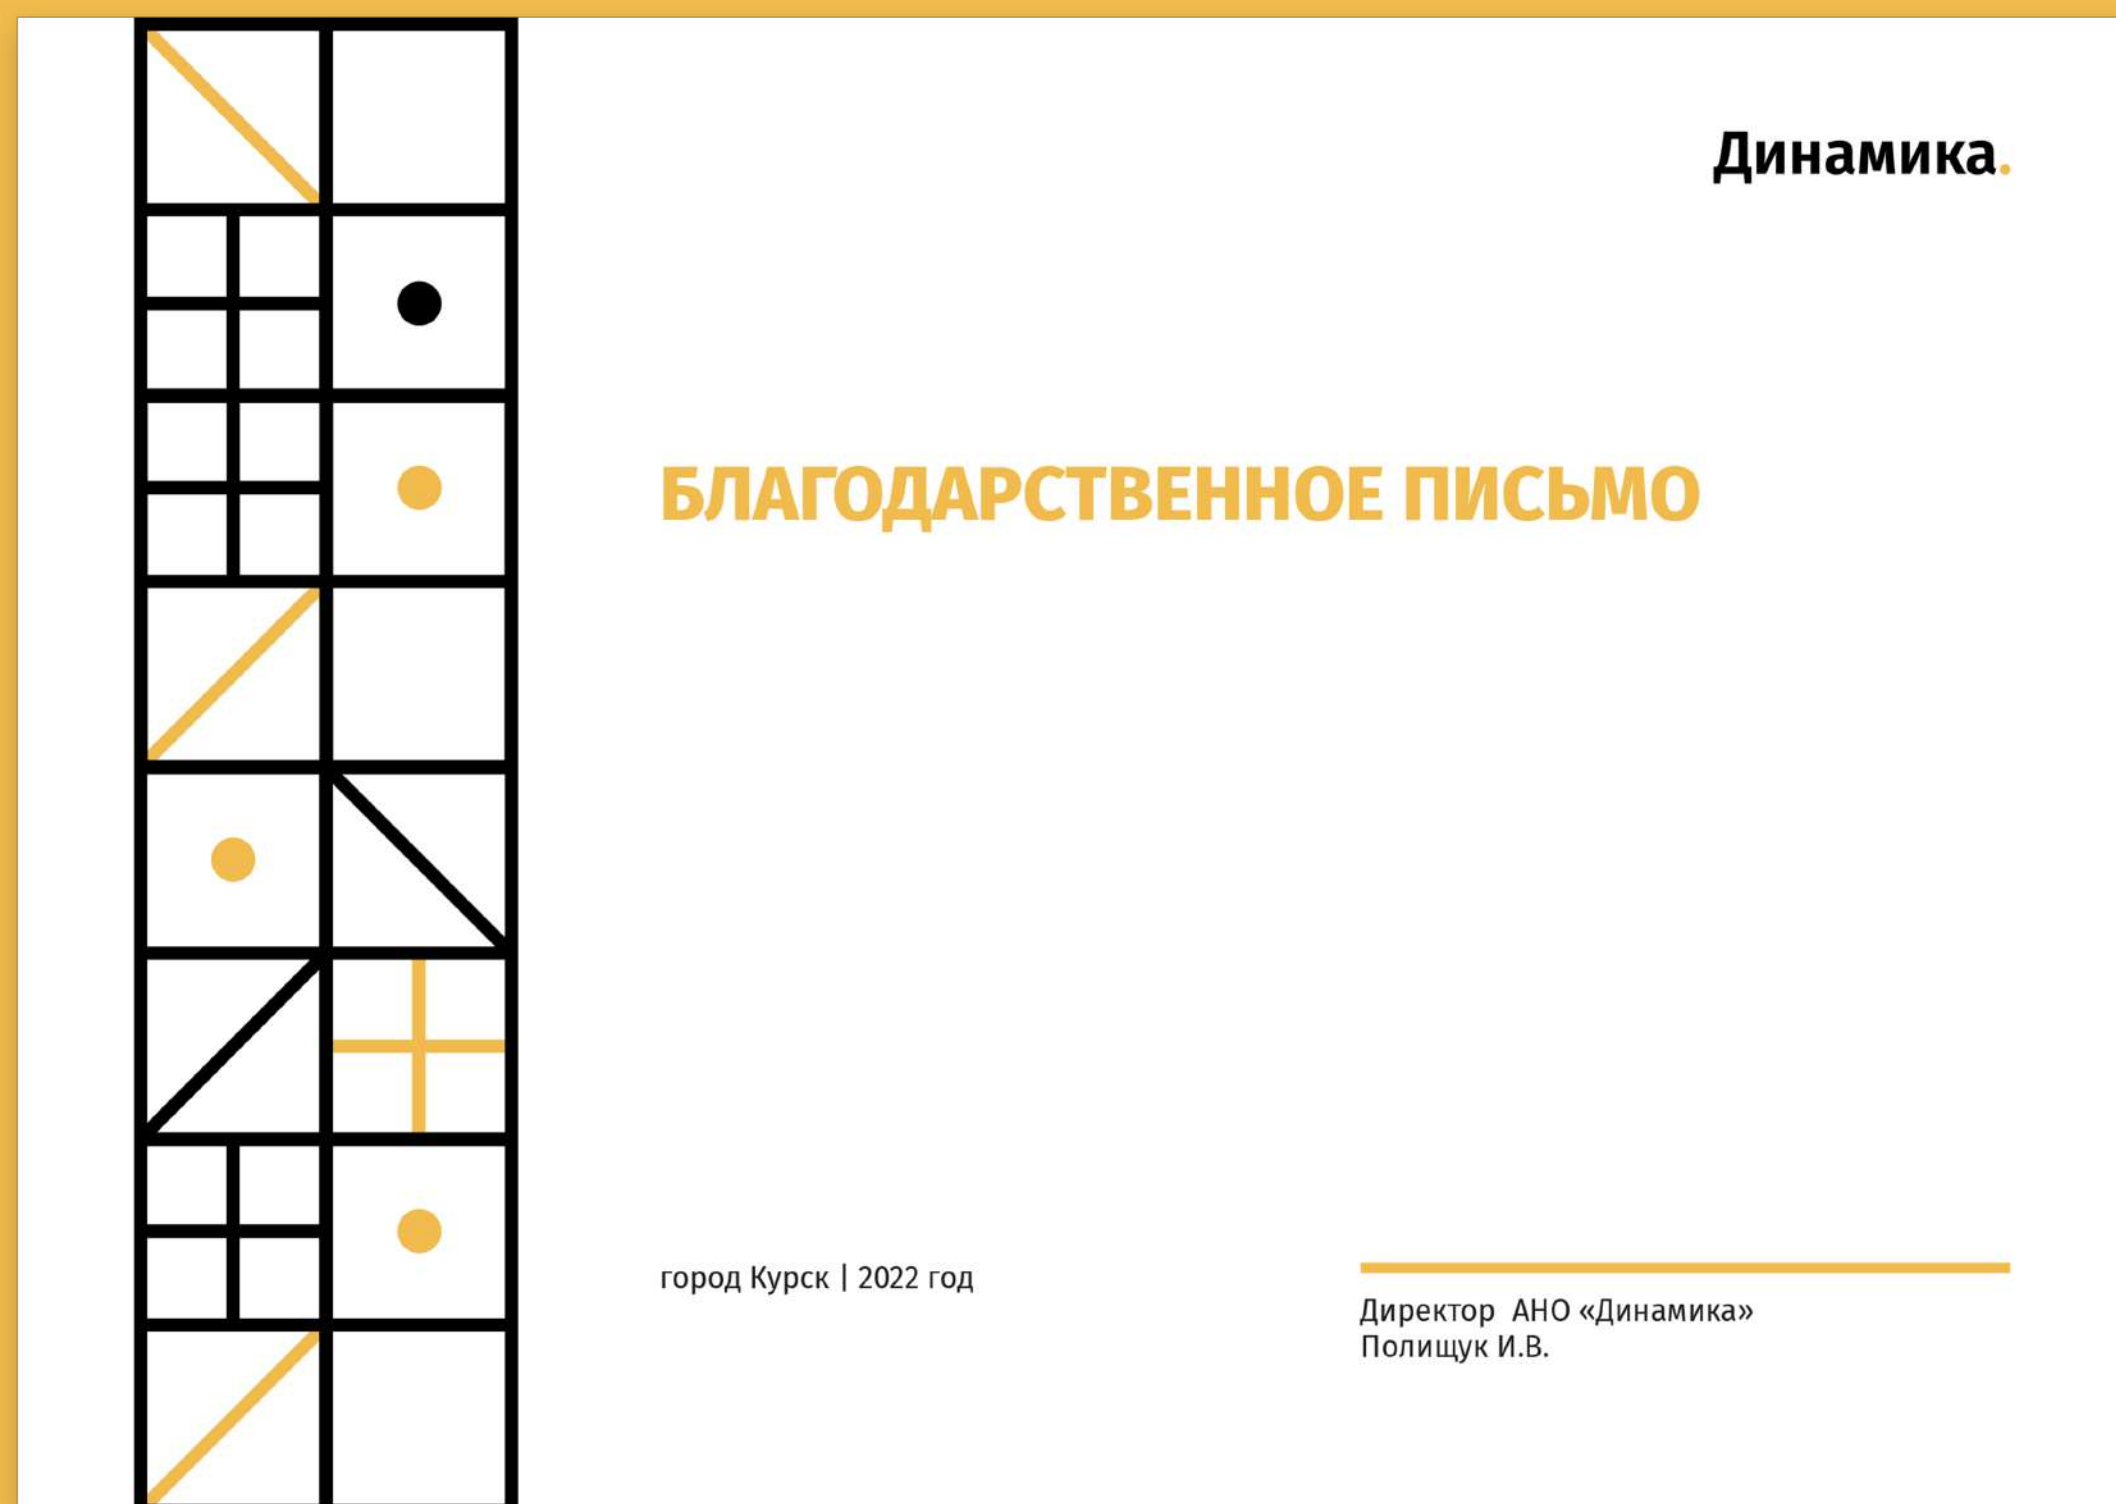 Динамика.
БЛАГОДАРСТВЕННОЕ ПИСЬМО
город Курск | 2022 год
Директор АНО «Динамика»
Полищук И.В.